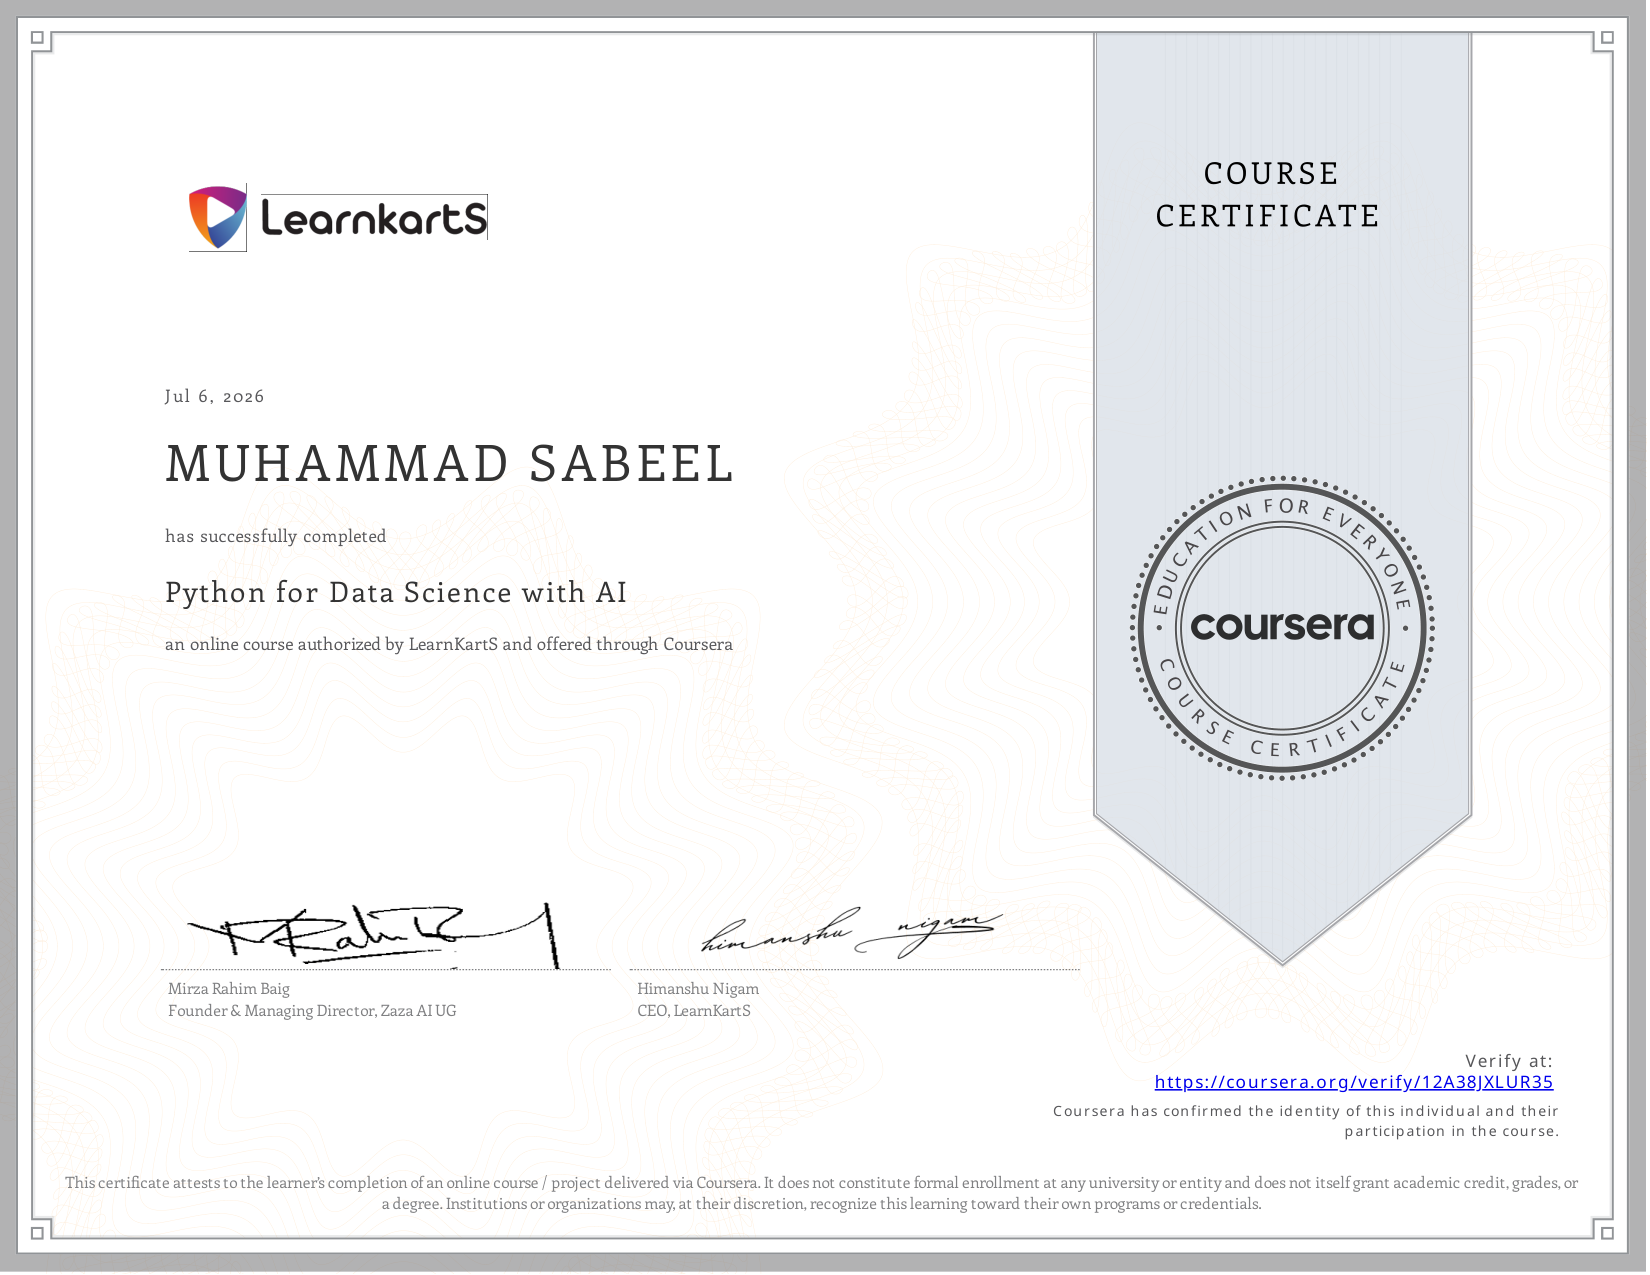 LearnkartS
COURSE
CERTIFICATE
Jul 6, 2026
MUHAMMAD SABEEL
has successfully completed
Python for Data Science with AI
an online course authorized by LearnKartS and offered through Coursera
EDUCATION FOR EVERYONE
coursera
COURSE CERTIFICATE
Rahim B
himanshu nigam
Mirza Rahim Baig
Founder & Managing Director, Zaza AI UG
Himanshu Nigam
CEO, LearnKartS
Verify at:
https://coursera.org/verify/12A38JXLUR35
Coursera has confirmed the identity of this individual and their
participation in the course.
This certificate attests to the learner's completion of an online course / project delivered via Coursera. It does not constitute formal enrollment at any university or entity and does not itself grant academic credit, grades, or
a degree. Institutions or organizations may, at their discretion, recognize this learning toward their own programs or credentials.